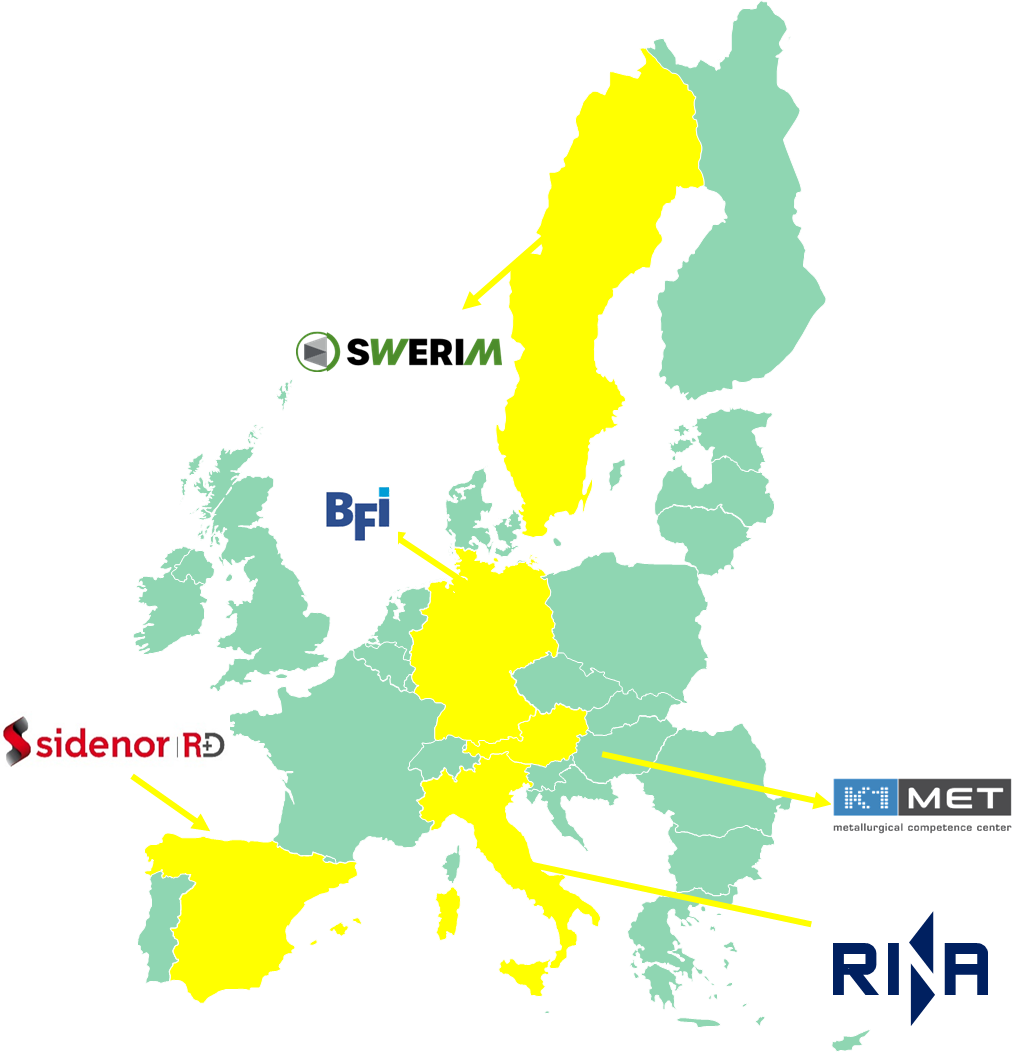 SWERIM
BFi
sidenor R+D
K1 MET
metallurgical competence center
RINA